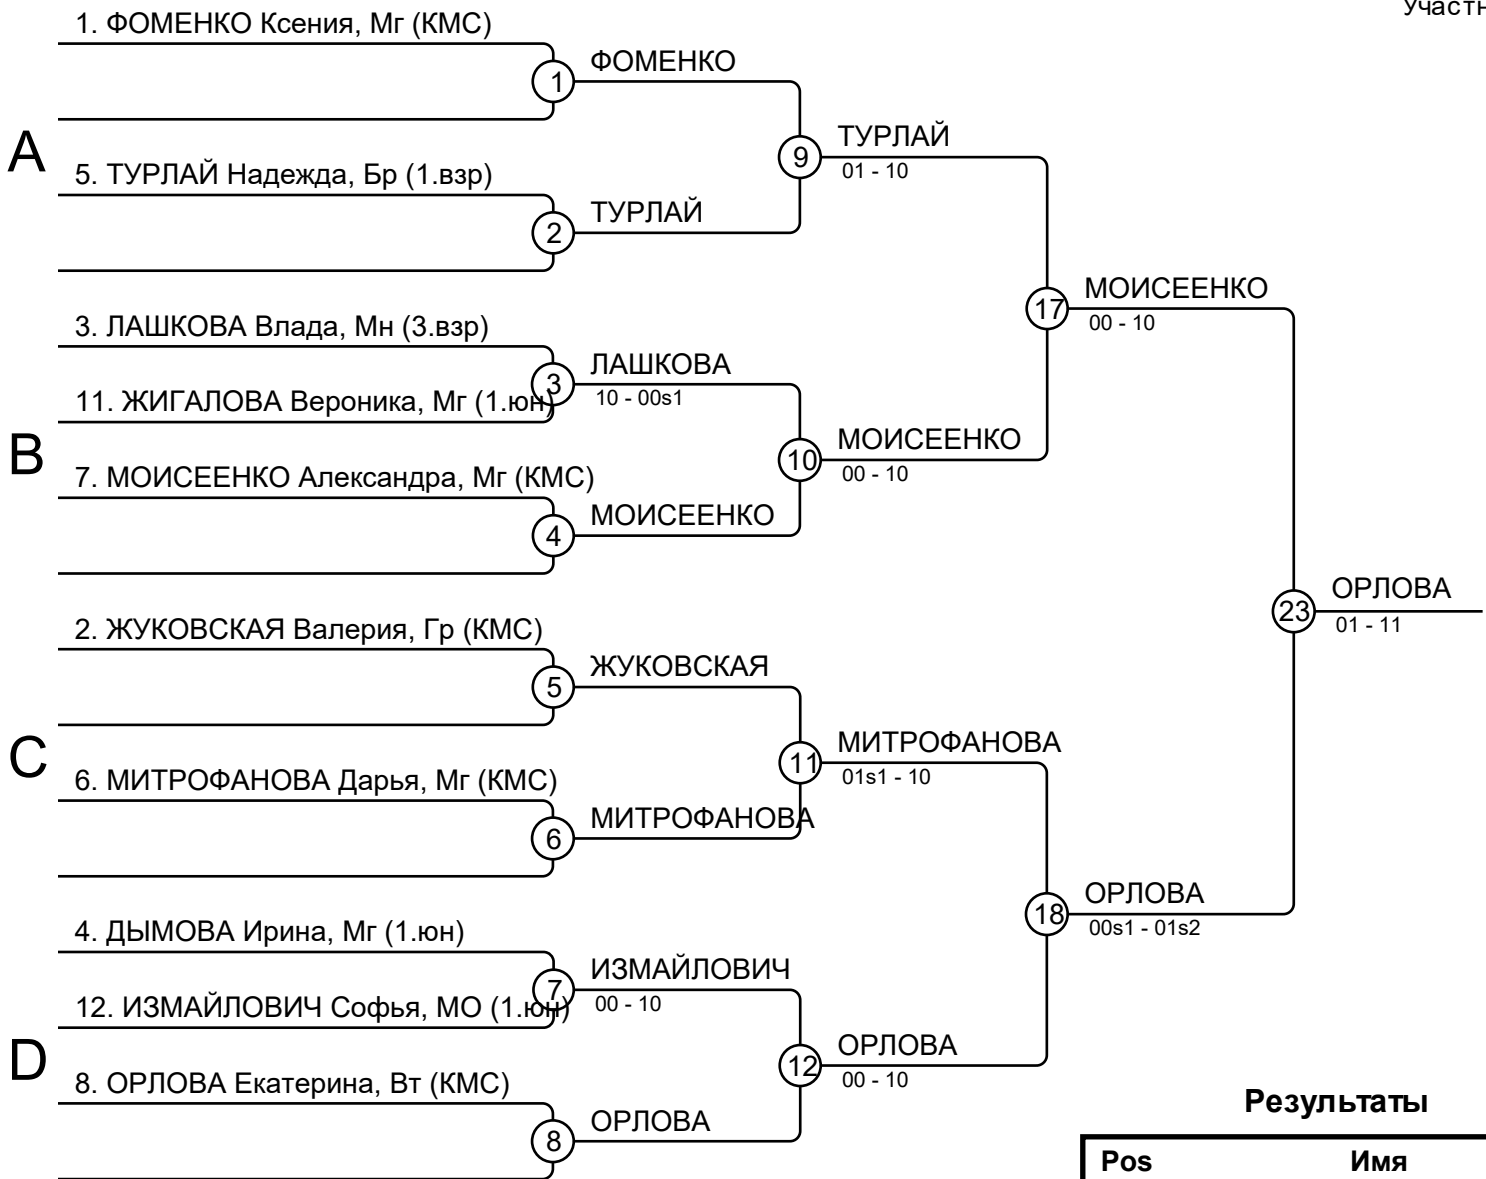 Участн
1. ФОМЕНКО Ксения, Мг (КМС)
1
ФОМЕНКО
A
9
ТУРЛАЙ
01 - 10
5. ТУРЛАЙ Надежда, Бр (1.взр)
2
ТУРЛАЙ
17
МОИСЕЕНКО
00 - 10
3. ЛАШКОВА Влада, Мн (3.взр)
3
ЛАШКОВА
10 - 00s1
11. ЖИГАЛОВА Вероника, Мг (1.юн)
B
10
МОИСЕЕНКО
00 - 10
7. МОИСЕЕНКО Александра, Мг (КМС)
4
МОИСЕЕНКО
23
ОРЛОВА
01 - 11
2. ЖУКОВСКАЯ Валерия, Гр (КМС)
5
ЖУКОВСКАЯ
C
11
МИТРОФАНОВА
01s1 - 10
6. МИТРОФАНОВА Дарья, Мг (КМС)
6
МИТРОФАНОВА
18
ОРЛОВА
00s1 - 01s2
4. ДЫМОВА Ирина, Мг (1.юн)
7
ИЗМАЙЛОВИЧ
00 - 10
12. ИЗМАЙЛОВИЧ Софья, МО (1.юн)
D
12
ОРЛОВА
00 - 10
8. ОРЛОВА Екатерина, Вт (КМС)
8
ОРЛОВА
Результаты
Pos Имя